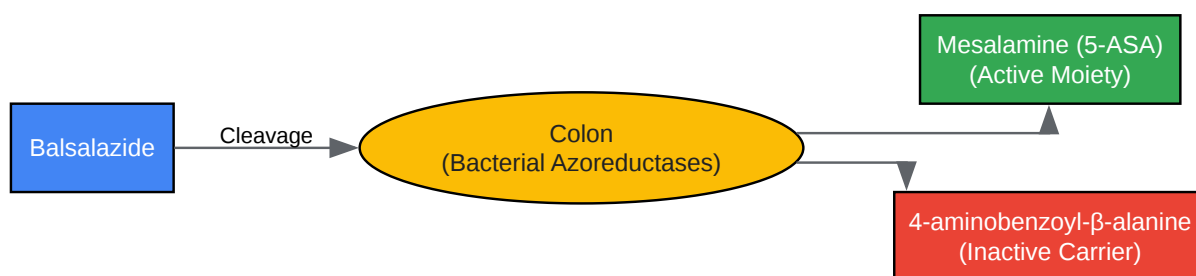 Balsalazide
Cleavage
Colon
(Bacterial Azoreductases)
Mesalamine (5-ASA)
(Active Moiety)
4-aminobenzoyl-β-alanine
(Inactive Carrier)